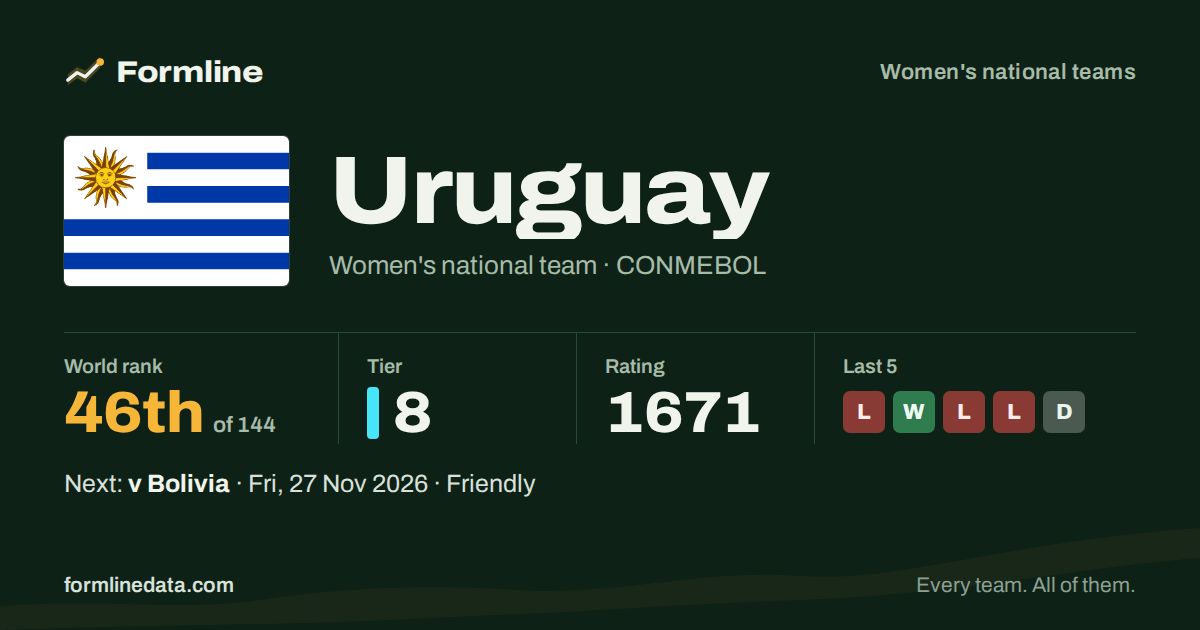 Formline
Women's national teams
Uruguay
Women's national team · CONMEBOL
World rank
46th of 144
Tier
8
Rating
1671
Last 5
L W L L D
Next: v Bolivia · Fri, 27 Nov 2026 · Friendly
formlinedata.com
Every team. All of them.